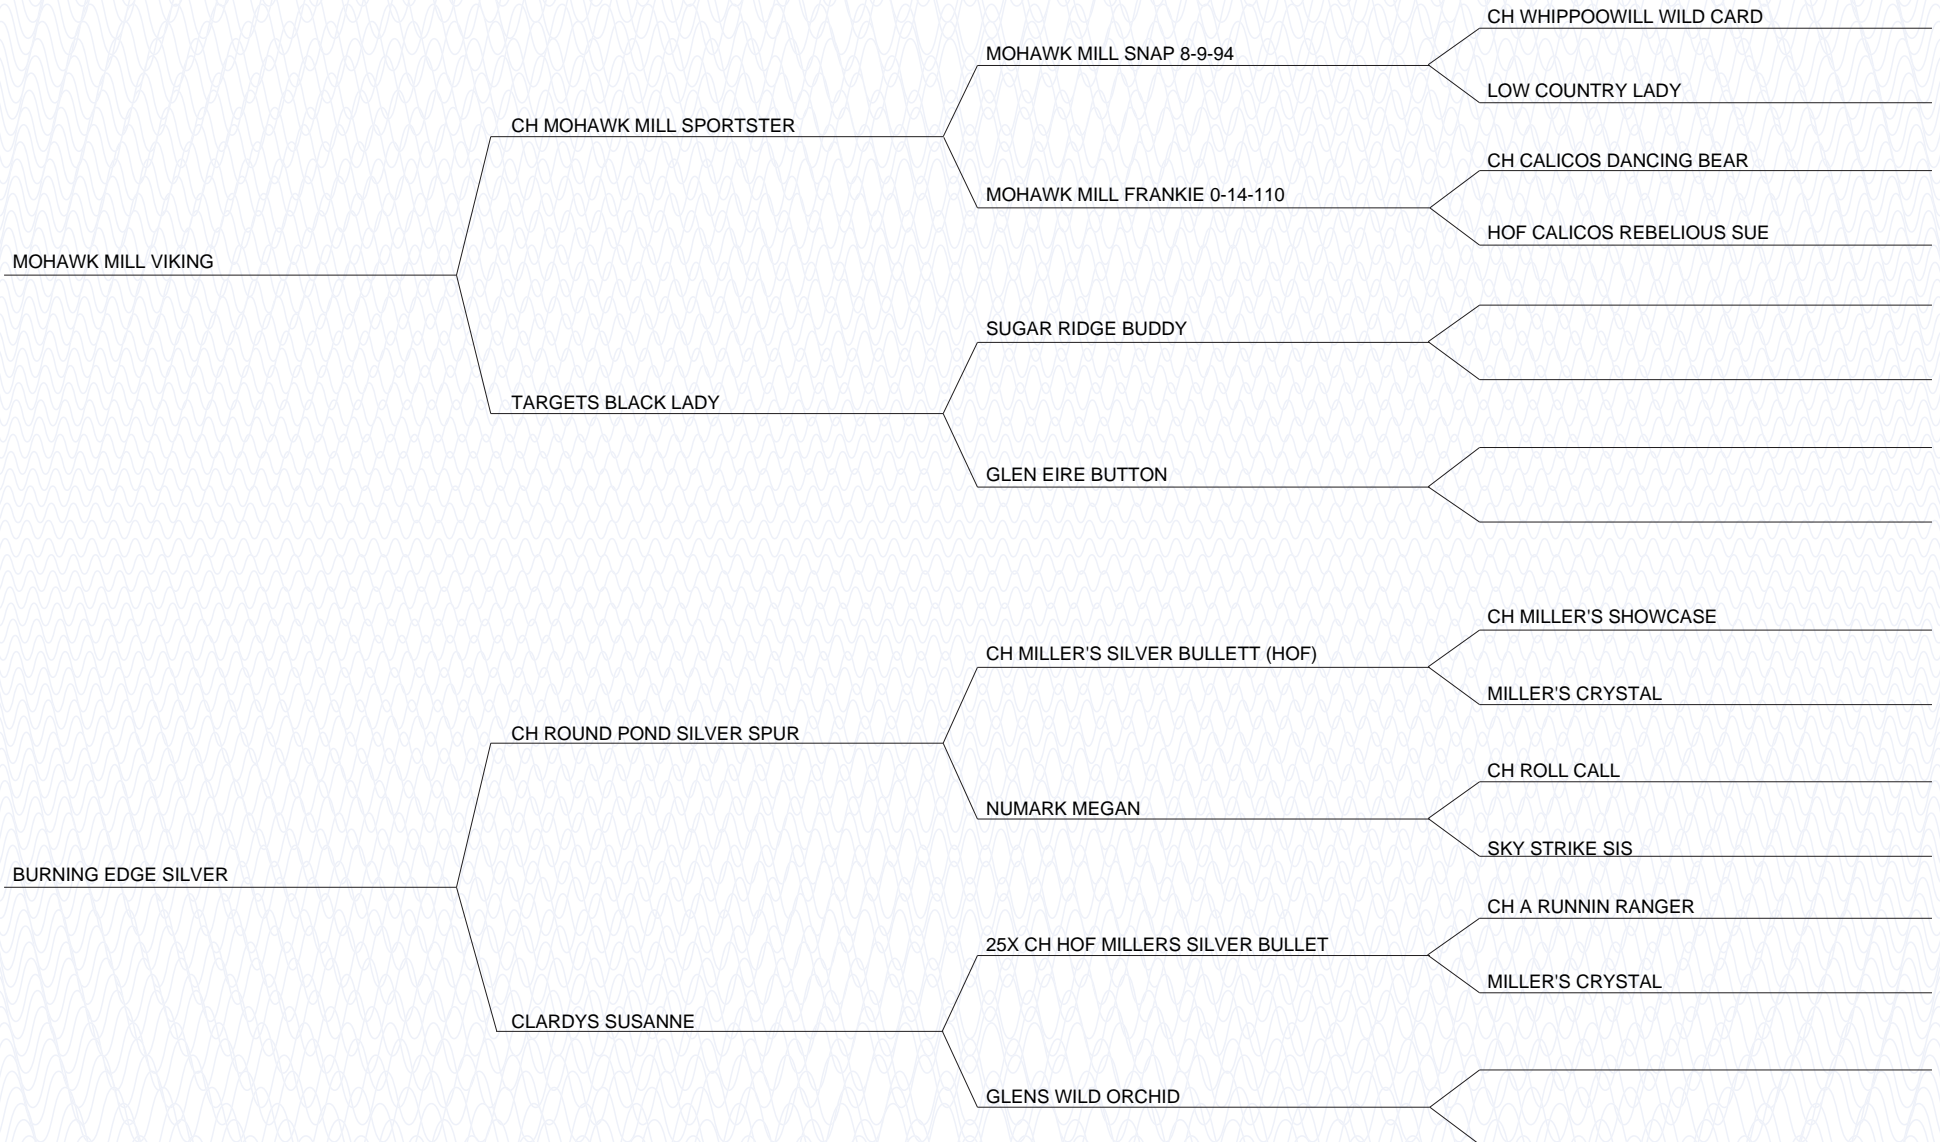 CH WHIPPOOWILL WILD CARD
MOHAWK MILL SNAP 8-9-94
LOW COUNTRY LADY
CH MOHAWK MILL SPORTSTER
CH CALICOS DANCING BEAR
MOHAWK MILL FRANKIE 0-14-110
HOF CALICOS REBELIOUS SUE
MOHAWK MILL VIKING
SUGAR RIDGE BUDDY
TARGETS BLACK LADY
GLEN EIRE BUTTON
CH MILLER'S SHOWCASE
CH MILLER'S SILVER BULLETT (HOF)
MILLER'S CRYSTAL
CH ROUND POND SILVER SPUR
CH ROLL CALL
NUMARK MEGAN
SKY STRIKE SIS
BURNING EDGE SILVER
CH A RUNNIN RANGER
25X CH HOF MILLERS SILVER BULLET
MILLER'S CRYSTAL
CLARDYS SUSANNE
GLENS WILD ORCHID